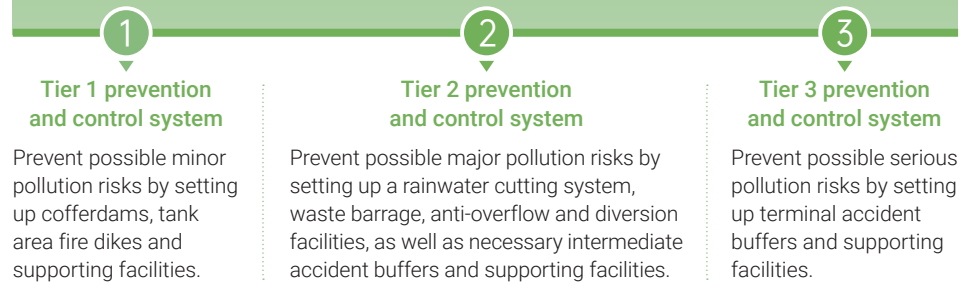 1
Tier 1 prevention
and control system
Prevent possible minor
pollution risks by setting
up cofferdams, tank
area fire dikes and
supporting facilities.
2
Tier 2 prevention
and control system
Prevent possible major pollution risks by
setting up a rainwater cutting system,
waste barrage, anti-overflow and diversion
facilities, as well as necessary intermediate
accident buffers and supporting facilities.
3
Tier 3 prevention
and control system
Prevent possible serious
pollution risks by setting
up terminal accident
buffers and supporting
facilities.